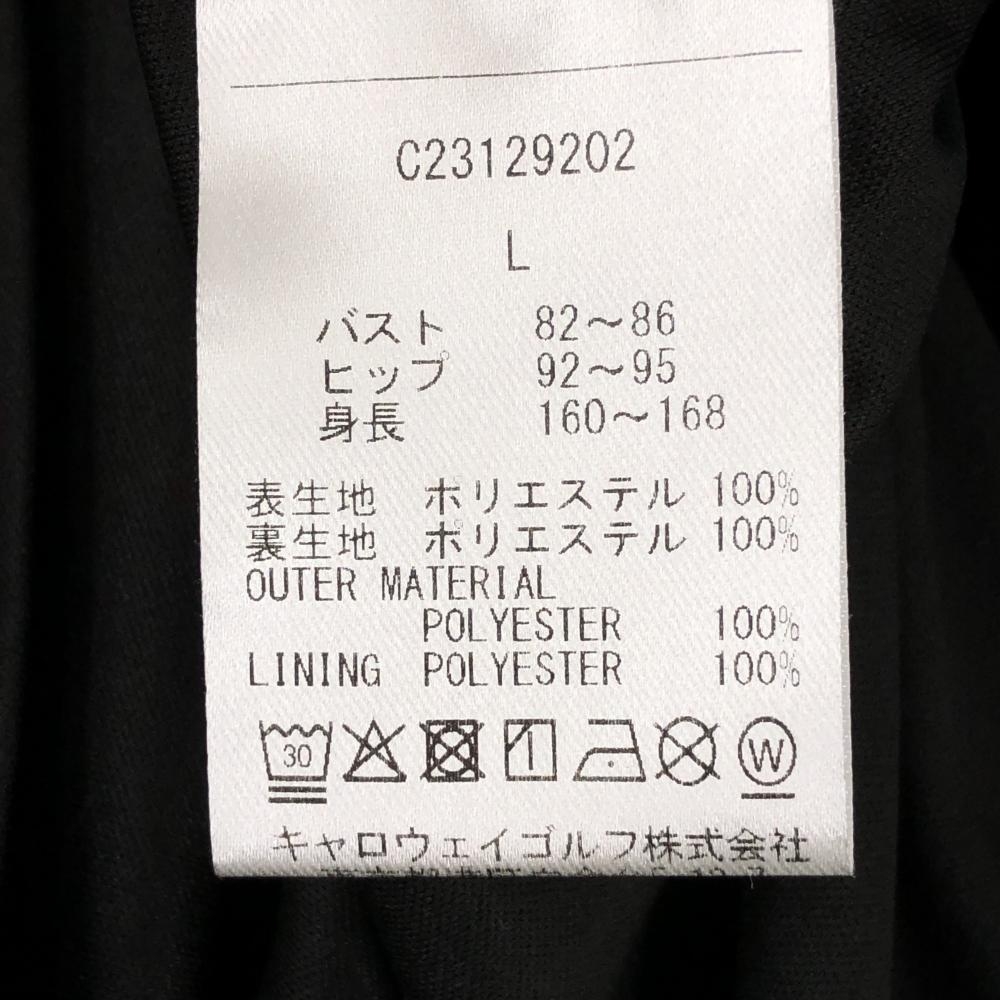 C23129202
L
バスト 82～86
ヒップ 92～95
身長 160～168
表生地 ポリエステル 100%
裏生地 ポリエステル 100%
OUTER MATERIAL
POLYESTER 100%
LINING POLYESTER 100%
30 W
キャロウェイゴルフ株式会社